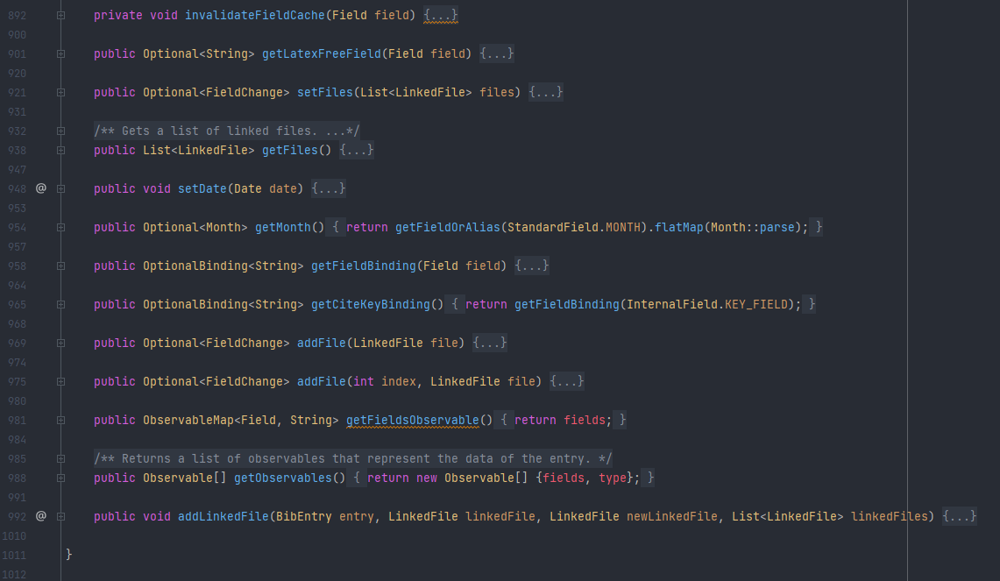 892 private void invalidateFieldCache(Field field) {...}
900
901 public Optional<String> getLatexFreeField(Field field) {...}
920
921 public Optional<FieldChange> setFiles(List<LinkedFile> files) {...}
931
932 /** Gets a list of linked files. ...*/
938 public List<LinkedFile> getFiles() {...}
947
948 @ public void setDate(Date date) {...}
953
954 public Optional<Month> getMonth() { return getFieldOrAlias(StandardField.MONTH).flatMap(Month::parse); }
957
958 public OptionalBinding<String> getFieldBinding(Field field) {...}
964
965 public OptionalBinding<String> getCiteKeyBinding() { return getFieldBinding(InternalField.KEY_FIELD); }
968
969 public Optional<FieldChange> addFile(LinkedFile file) {...}
974
975 public Optional<FieldChange> addFile(int index, LinkedFile file) {...}
980
981 public ObservableMap<Field, String> getFieldsObservable() { return fields; }
984
985 /** Returns a list of observables that represent the data of the entry. */
988 public Observable[] getObservables() { return new Observable[] {fields, type}; }
991
992 @ public void addLinkedFile(BibEntry entry, LinkedFile linkedFile, LinkedFile newLinkedFile, List<LinkedFile> linkedFiles) {...}
1010
1011 }
1012